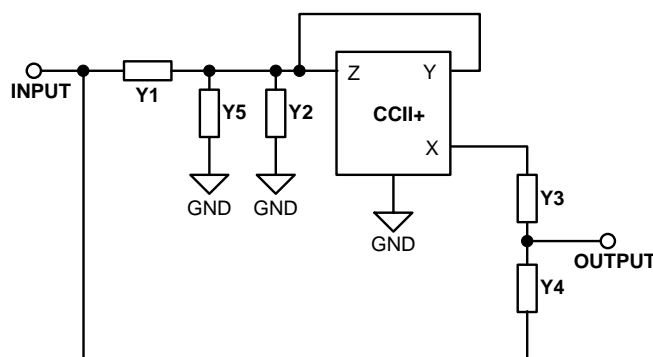 Z
Y
INPUT
Y1
Y5
Y2
CCII+
X
GND
GND
Y3
GND
OUTPUT
Y4